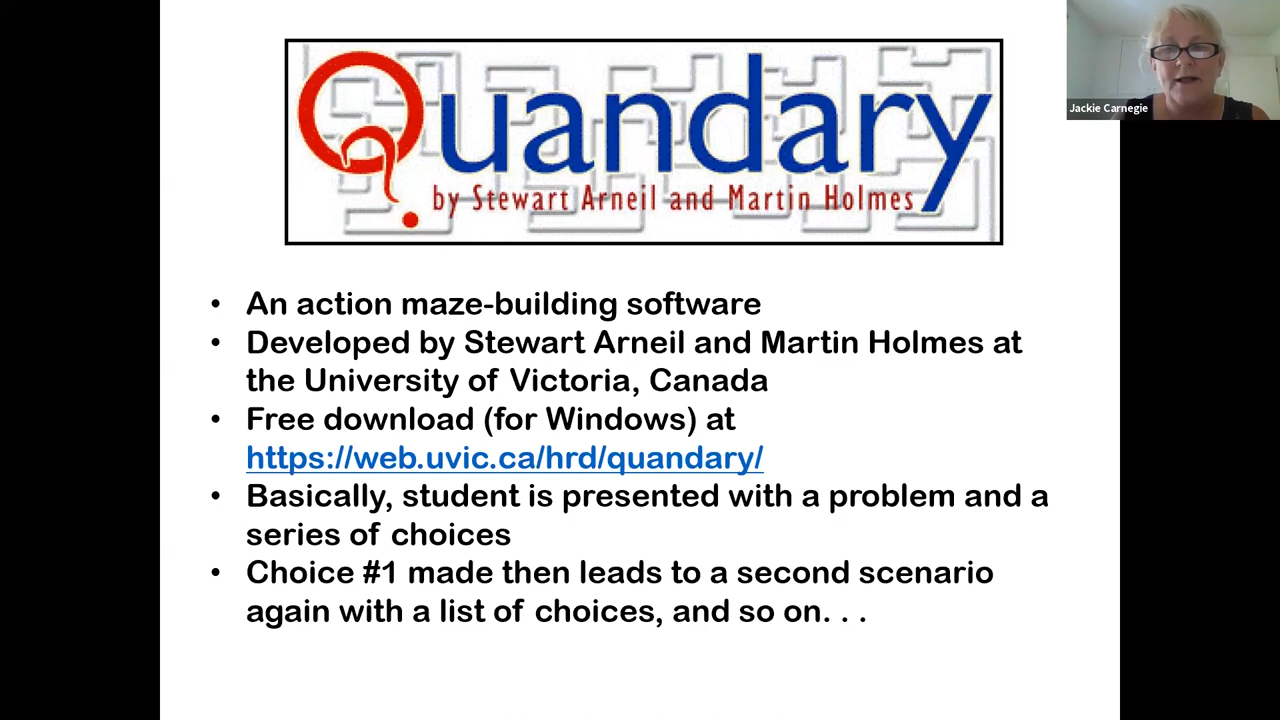 Quandary
by Stewart Arneil and Martin Holmes
Jackie Carnegie
• An action maze-building software
• Developed by Stewart Arneil and Martin Holmes at
the University of Victoria, Canada
• Free download (for Windows) at
https://web.uvic.ca/hrd/quandary/
• Basically, student is presented with a problem and a
series of choices
• Choice #1 made then leads to a second scenario
again with a list of choices, and so on. . .